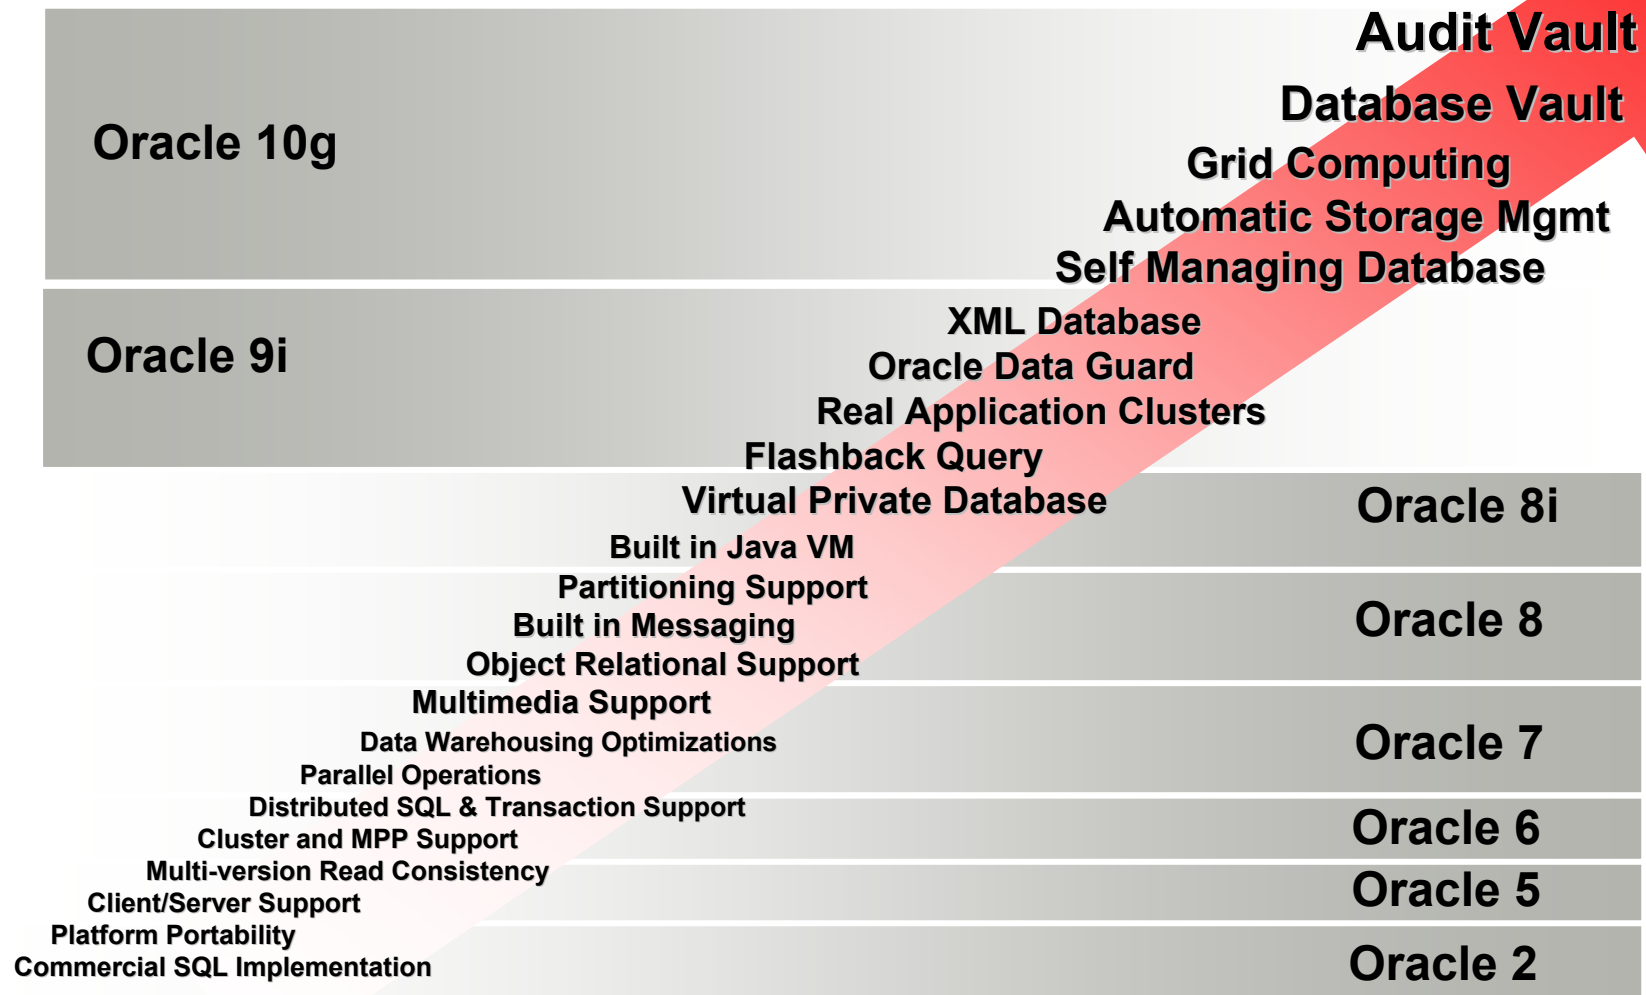 Audit Vault
Database Vault
Oracle 10g
Grid Computing
Automatic Storage Mgmt
Self Managing Database
XML Database
Oracle 9i
Oracle Data Guard
Real Application Clusters
Flashback Query
Virtual Private Database
Oracle 8i
Built in Java VM
Partitioning Support
Oracle 8
Built in Messaging
Object Relational Support
Multimedia Support
Data Warehousing Optimizations
Oracle 7
Parallel Operations
Distributed SQL & Transaction Support
Oracle 6
Cluster and MPP Support
Multi-version Read Consistency
Oracle 5
Client/Server Support
Platform Portability
Commercial SQL Implementation
Oracle 2